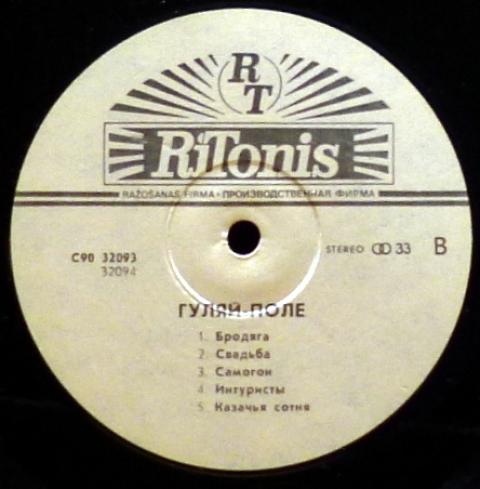 RT
RiTonis
RAŽOŠANAS FIRMA • ПРОИЗВОДСТВЕННАЯ ФИРМА
С90 32093
32094
STEREO 33 B
ГУЛЯЙ-ПОЛЕ
1. Бродяга
2. Свадьба
3. Самогон
4. Интуристы
5. Казачья сотня